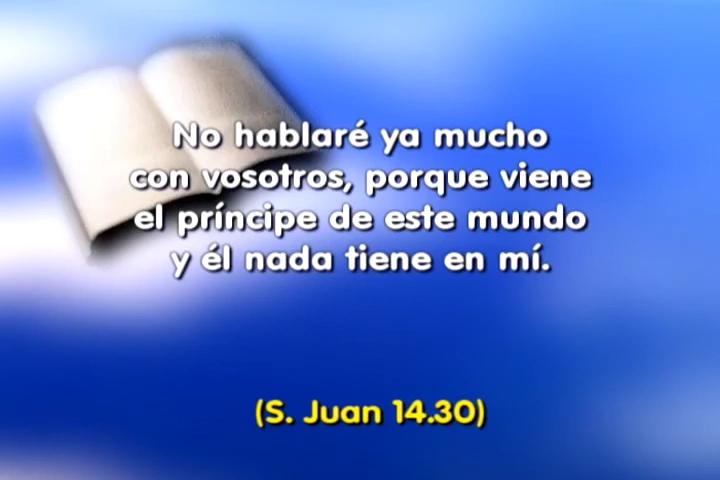 No hablaré ya mucho
con vosotros, porque viene
el príncipe de este mundo
y él nada tiene en mí.
(S. Juan 14.30)